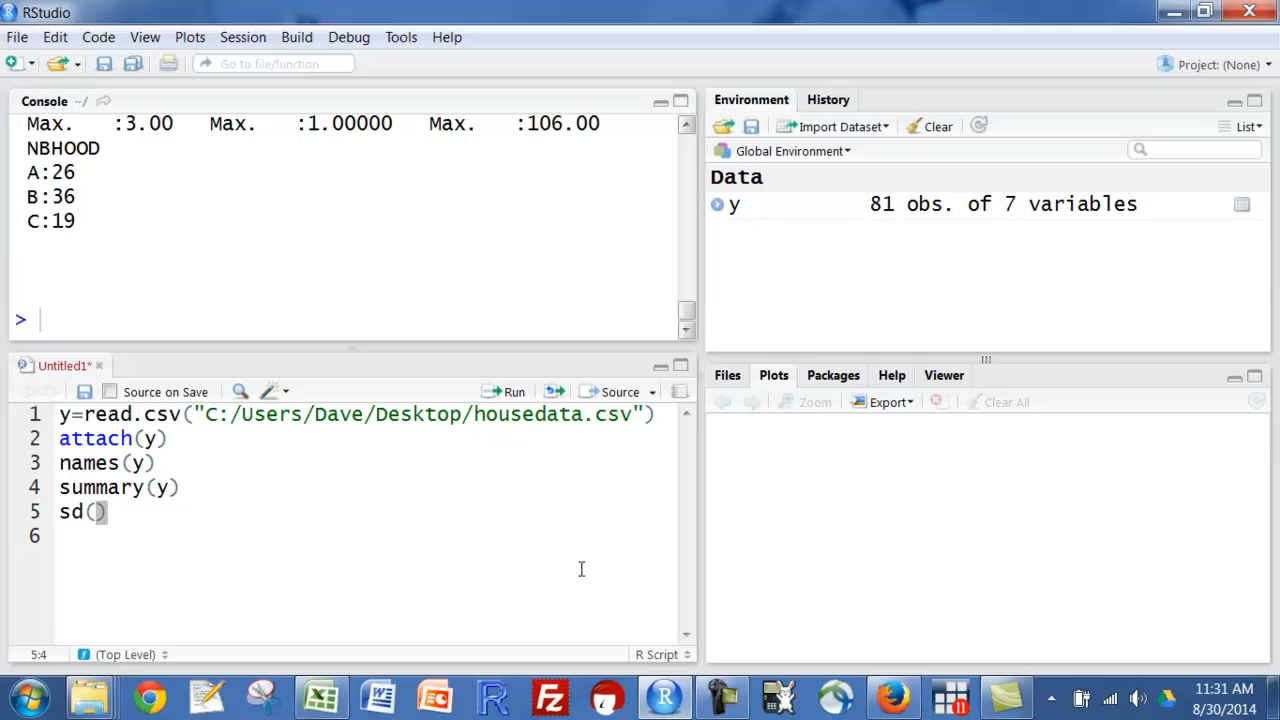 RStudio
File Edit Code View Plots Session Build Debug Tools Help
Go to file/function
Project: (None)
Console ~/
Max. :3.00 Max. :1.00000 Max. :106.00
NBHOOD
A:26
B:36
C:19
>
Environment History
Import Dataset Clear List
Global Environment
Data
y 81 obs. of 7 variables
Untitled1*
Source on Save Run Source
1 y=read.csv("C:/Users/Dave/Desktop/housedata.csv")
2 attach(y)
3 names(y)
4 summary(y)
5 sd()
6
5:4 (Top Level) R Script
Files Plots Packages Help Viewer
Zoom Export Clear All
11
11:31 AM
8/30/2014